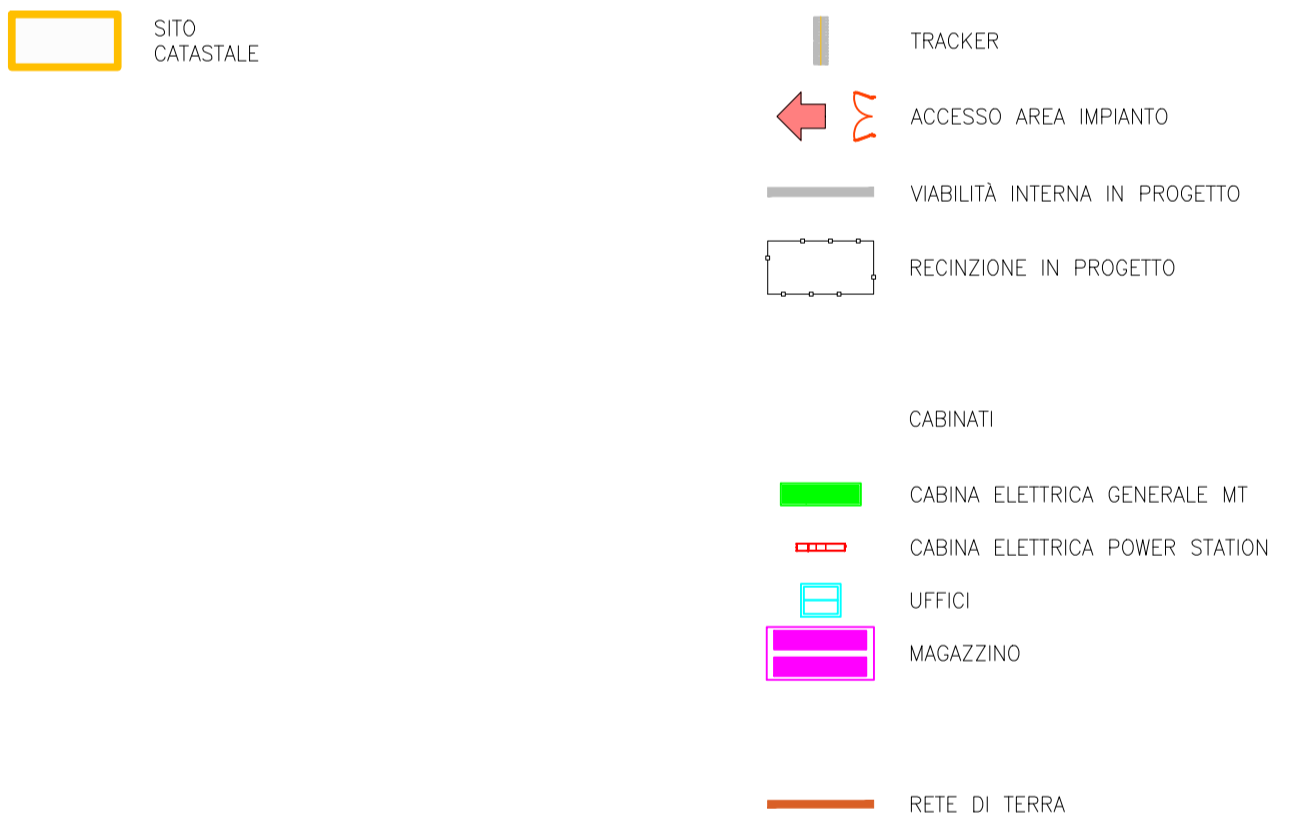 SITO
CATASTALE
TRACKER
ACCESSO AREA IMPIANTO
VIABILITÀ INTERNA IN PROGETTO
RECINZIONE IN PROGETTO
CABINATI
CABINA ELETTRICA GENERALE MT
CABINA ELETTRICA POWER STATION
UFFICI
MAGAZZINO
RETE DI TERRA